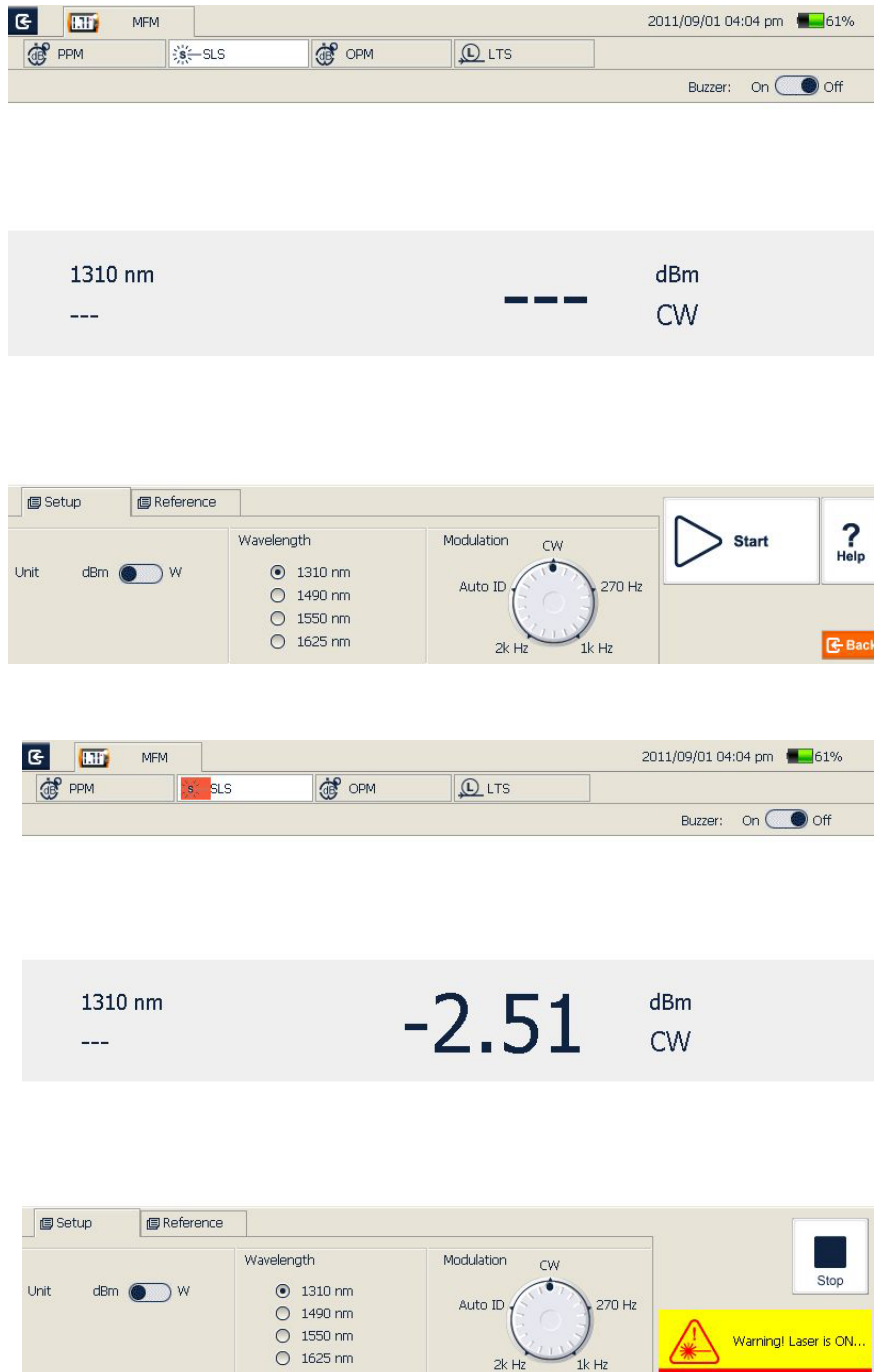 MFM 2011/09/01 04:04 pm 61%
PPM SLS OPM LTS
Buzzer: On Off
1310 nm --- dBm
--- CW
Setup Reference
Wavelength Modulation CW
Start ? Help
Unit dBm W
1310 nm Auto ID 270 Hz
1490 nm
1550 nm
1625 nm 2k Hz 1k Hz
Back
MFM 2011/09/01 04:04 pm 61%
PPM SLS OPM LTS
Buzzer: On Off
1310 nm -2.51 dBm
--- CW
Setup Reference
Wavelength Modulation CW
Stop
Unit dBm W
1310 nm Auto ID 270 Hz
1490 nm
1550 nm Warning! Laser is ON...
1625 nm 2k Hz 1k Hz